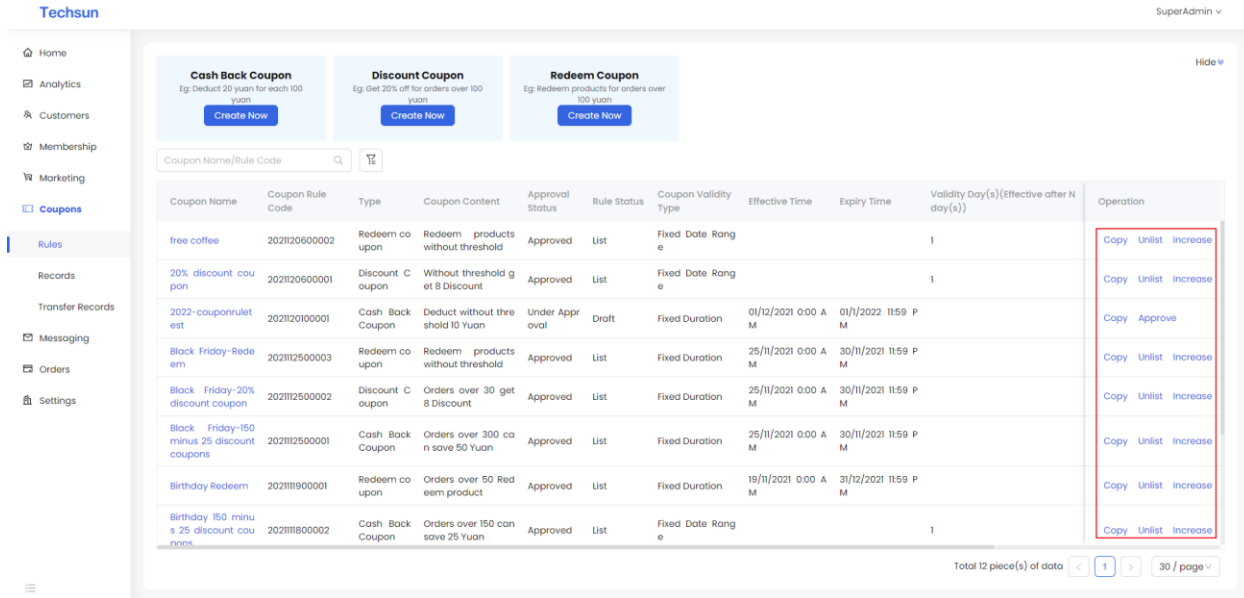 Techsun
SuperAdmin
Home
Analytics
Customers
Membership
Marketing
Coupons
Rules
Records
Transfer Records
Messaging
Orders
Settings
Hide
Cash Back Coupon
Eg: Deduct 20 yuan for each 100
yuan
Create Now
Discount Coupon
Eg: Get 20% off for orders over 100
yuan
Create Now
Redeem Coupon
Eg: Redeem products for orders over
100 yuan
Create Now
Coupon Name/Rule Code
Coupon Name
Coupon Rule
Code
Type
Coupon Content
Approval
Status
Rule Status
Coupon Validity
Type
Effective Time
Expiry Time
Validity Day(s)(Effective after N
day(s))
Operation
free coffee
2021120600002
Redeem co
upon
Redeem products
without threshold
Approved
List
Fixed Date Rang
e
1
Copy Unlist Increase
20% discount cou
pon
2021120600001
Discount C
oupon
Without threshold g
et 8 Discount
Approved
List
Fixed Date Rang
e
1
Copy Unlist Increase
2022-couponrulet
est
2021120100001
Cash Back
Coupon
Deduct without thre
shold 10 Yuan
Under Appr
oval
Draft
Fixed Duration
01/12/2021 0:00 A
M
01/1/2022 11:59 P
M
Copy Approve
Black Friday-Rede
em
2021112500003
Redeem co
upon
Redeem products
without threshold
Approved
List
Fixed Duration
25/11/2021 0:00 A
M
30/11/2021 11:59 P
M
Copy Unlist Increase
Black Friday-20%
discount coupon
2021112500002
Discount C
oupon
Orders over 30 get
8 Discount
Approved
List
Fixed Duration
25/11/2021 0:00 A
M
30/11/2021 11:59 P
M
Copy Unlist Increase
Black Friday-150
minus 25 discount
coupons
2021112500001
Cash Back
Coupon
Orders over 300 ca
n save 50 Yuan
Approved
List
Fixed Duration
25/11/2021 0:00 A
M
30/11/2021 11:59 P
M
Copy Unlist Increase
Birthday Redeem
2021111900001
Redeem co
upon
Orders over 50 Red
eem product
Approved
List
Fixed Duration
19/11/2021 0:00 A
M
31/12/2021 11:59 P
M
Copy Unlist Increase
Birthday 150 minu
s 25 discount cou
pons
2021111800002
Cash Back
Coupon
Orders over 150 can
save 25 Yuan
Approved
List
Fixed Date Rang
e
1
Copy Unlist Increase
Total 12 piece(s) of data < 1 > 30 / page